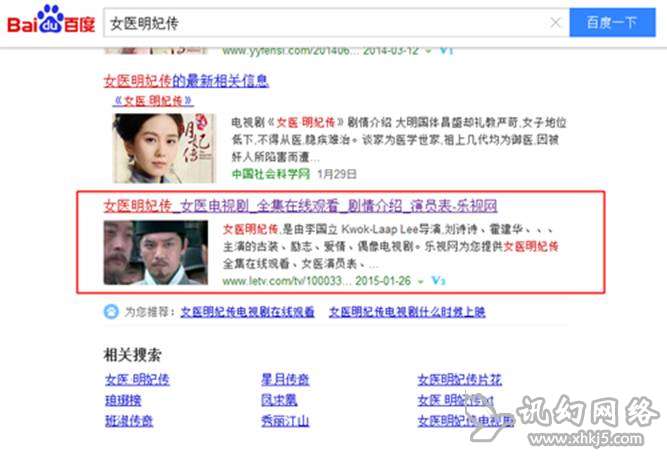 Bai du 百度
女医明妃传
百度一下
www.yyfensi.com/201406... 2014-03-12 V1
女医明妃传的最新相关信息
《女医.明妃传》
明妃传
电视剧《女医·明妃传》剧情介绍 大明国体昌盛却礼教严苛,女子地位
低下,不得从医,隐疾难治。谈家为医学世家,祖上几代均为御医,因被
奸人所陷害而遭...
中国社会科学网 1月29日
女医明妃传_女医电视剧_全集在线观看_剧情介绍_演员表-乐视网
女医明妃传,是由李国立 Kwok-Laap Lee导演,刘诗诗、霍建华、、、
主演的古装、励志、爱情、偶像电视剧。乐视网为您提供女医明妃传
全集在线观看、女医演员表、...
www.letv.com/tv/100033... 2015-01-26 V3
为您推荐: 女医明妃传电视剧在线观看 女医明妃传电视剧什么时候上映
相关搜索
女医·明妃传 星月传奇 女医明妃传片花
琅琊榜 凤求凰 女医明妃传txt
班淑传奇 秀丽江山 女医明妃传电视剧
讯幻网络
www.xhkj5.com